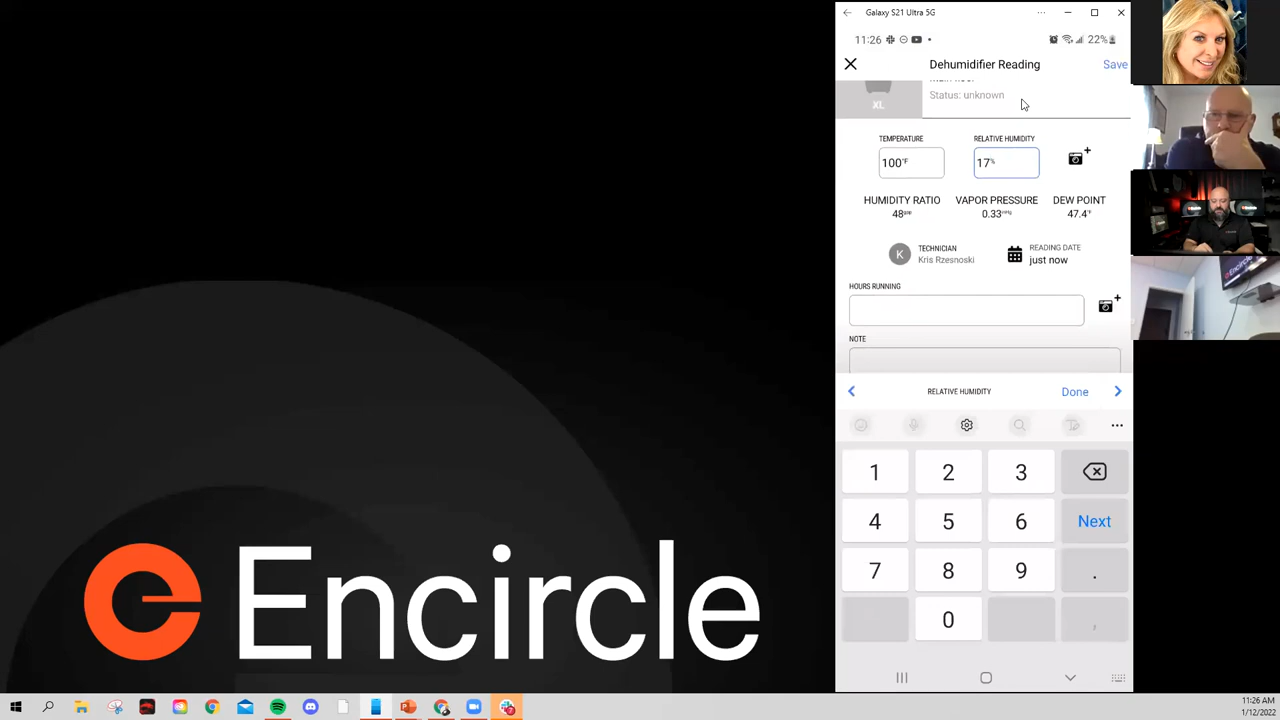 Galaxy S21 Ultra 5G
11:26
22%
Dehumidifier Reading
Save
Main floor
XL
Status: unknown
TEMPERATURE
RELATIVE HUMIDITY
100°F
17%
HUMIDITY RATIO
VAPOR PRESSURE
DEW POINT
48gpp
0.33inHg
47.4°F
K
TECHNICIAN
Kris Rzesnoski
READING DATE
just now
HOURS RUNNING
NOTE
RELATIVE HUMIDITY
Done
1
2
3
4
5
6
Next
7
8
9
.
0
,
Encircle
11:26 AM
1/12/2022